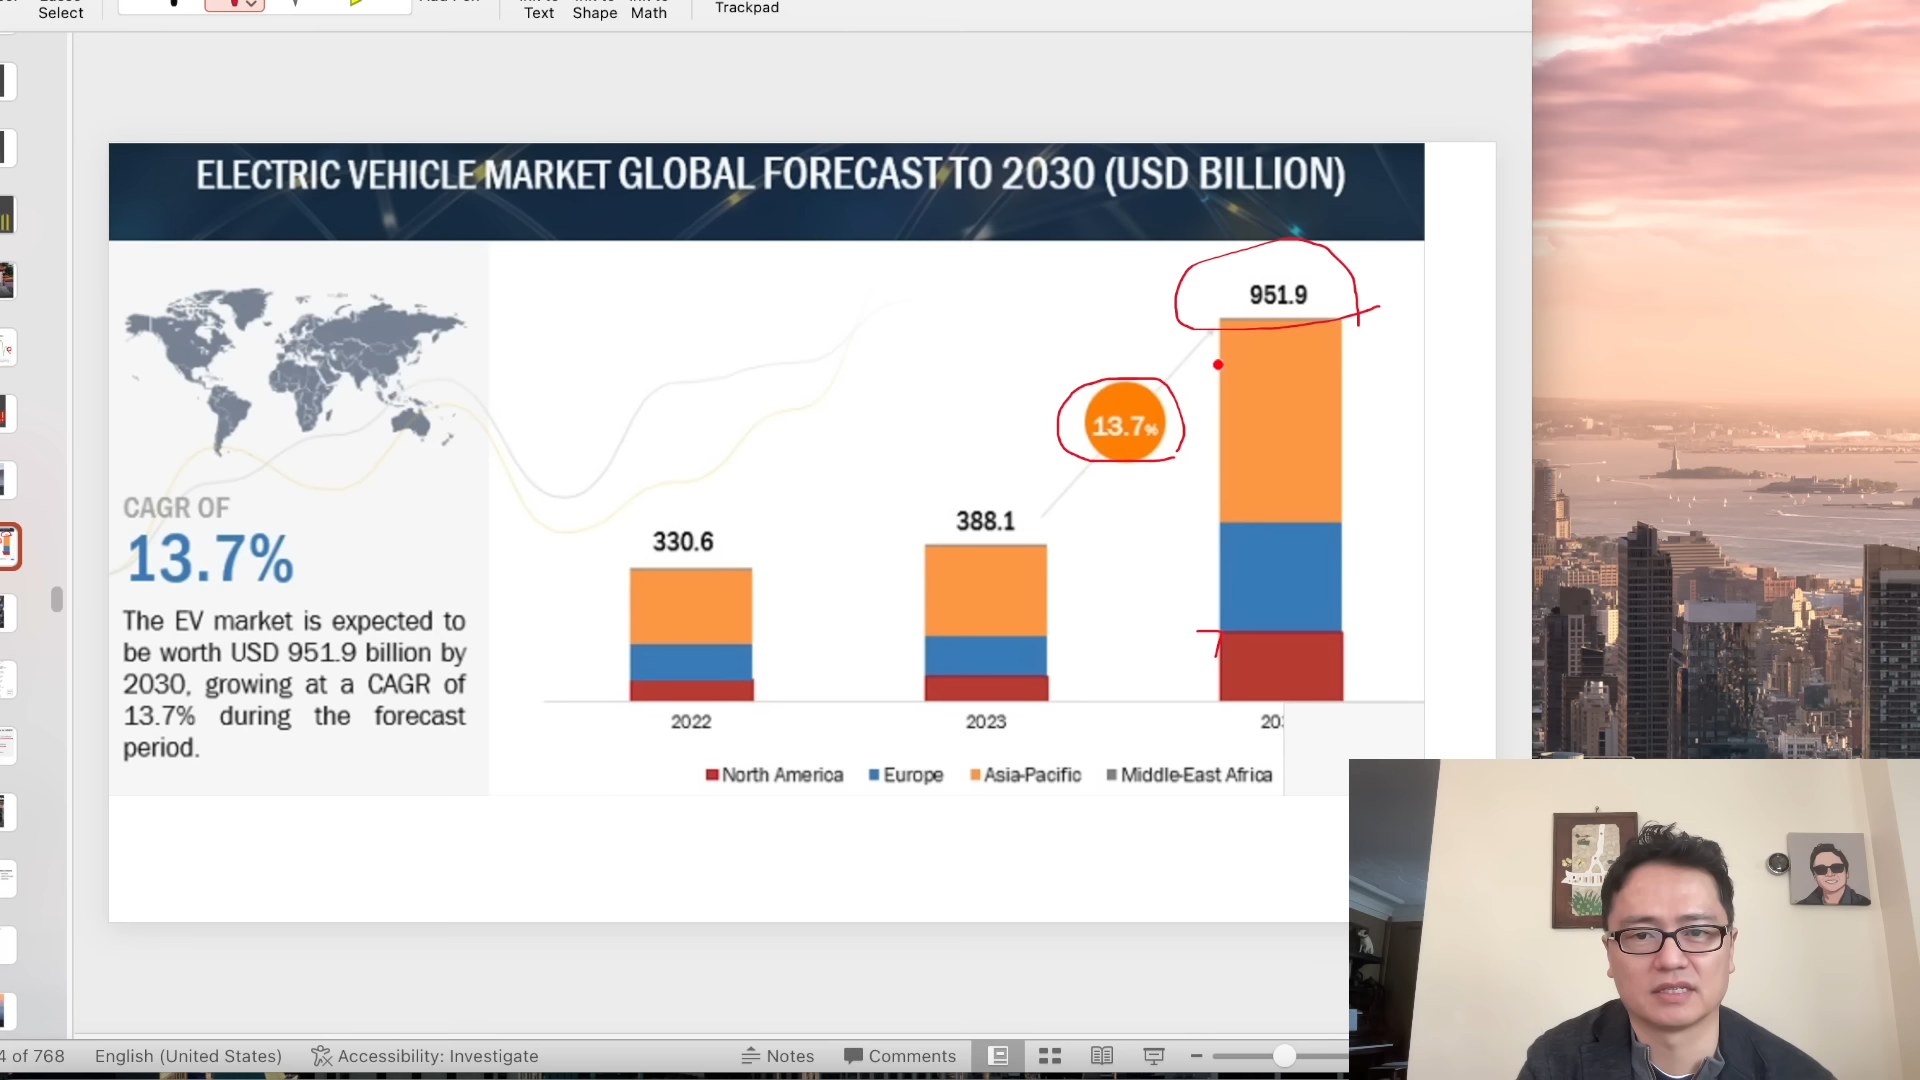 Select
Text
Shape
Math
Trackpad
ELECTRIC VEHICLE MARKET GLOBAL FORECAST TO 2030 (USD BILLION)
CAGR OF
13.7%
The EV market is expected to
be worth USD 951.9 billion by
2030, growing at a CAGR of
13.7% during the forecast
period.
330.6
388.1
13.7%
951.9
2022
2023
North America
Europe
Asia-Pacific
Middle-East Africa
4 of 768
English (United States)
Accessibility: Investigate
Notes
Comments